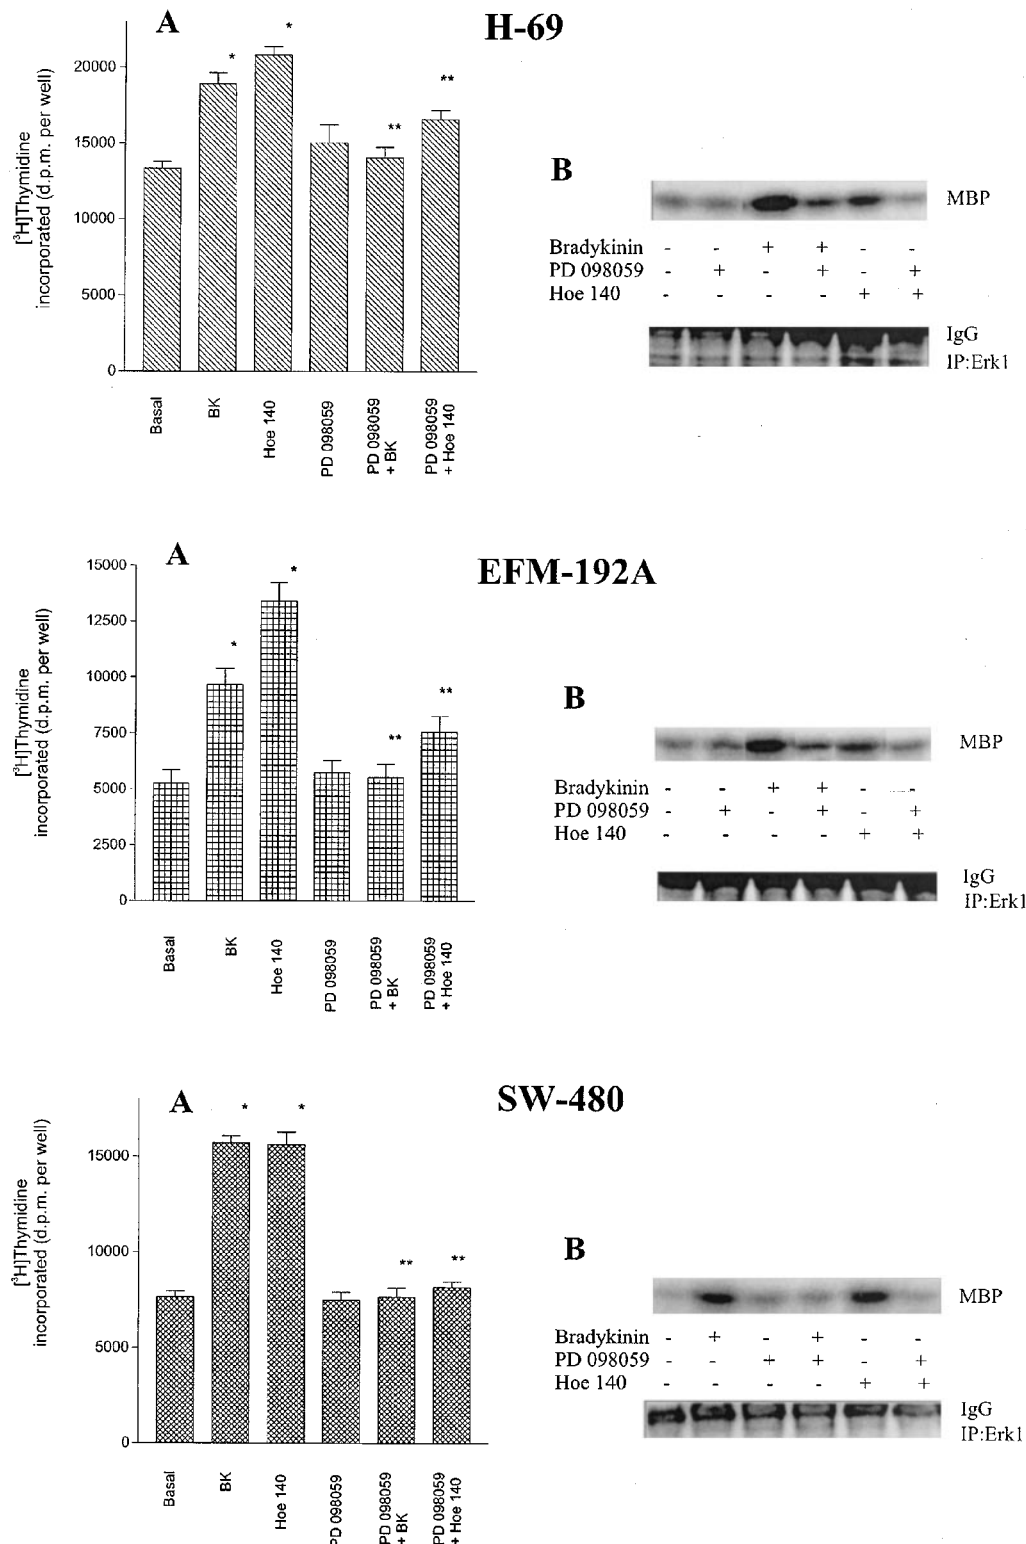 A
H-69
[³H]Thymidine
incorporated (d.p.m. per well)
20000
15000
10000
5000
0
*
*
**
**
Basal
BK
Hoe 140
PD 098059
PD 098059
+ BK
PD 098059
+ Hoe 140
B
MBP
Bradykinin - - + + - -
PD 098059 - + - + - +
Hoe 140 - - - - + +
IgG
IP:Erk1
A
EFM-192A
[³H]Thymidine
incorporated (d.p.m. per well)
15000
12500
10000
7500
5000
2500
0
*
*
**
**
Basal
BK
Hoe 140
PD 098059
PD 098059
+ BK
PD 098059
+ Hoe 140
B
MBP
Bradykinin - - + + - -
PD 098059 - + - + - +
Hoe 140 - - - - + +
IgG
IP:Erk1
A
SW-480
[³H]Thymidine
incorporated (d.p.m. per well)
15000
10000
5000
0
*
*
**
**
Basal
BK
Hoe 140
PD 098059
PD 098059
+ BK
PD 098059
+ Hoe 140
B
MBP
Bradykinin - + - + - -
PD 098059 - - + + - +
Hoe 140 - - - - + +
IgG
IP:Erk1